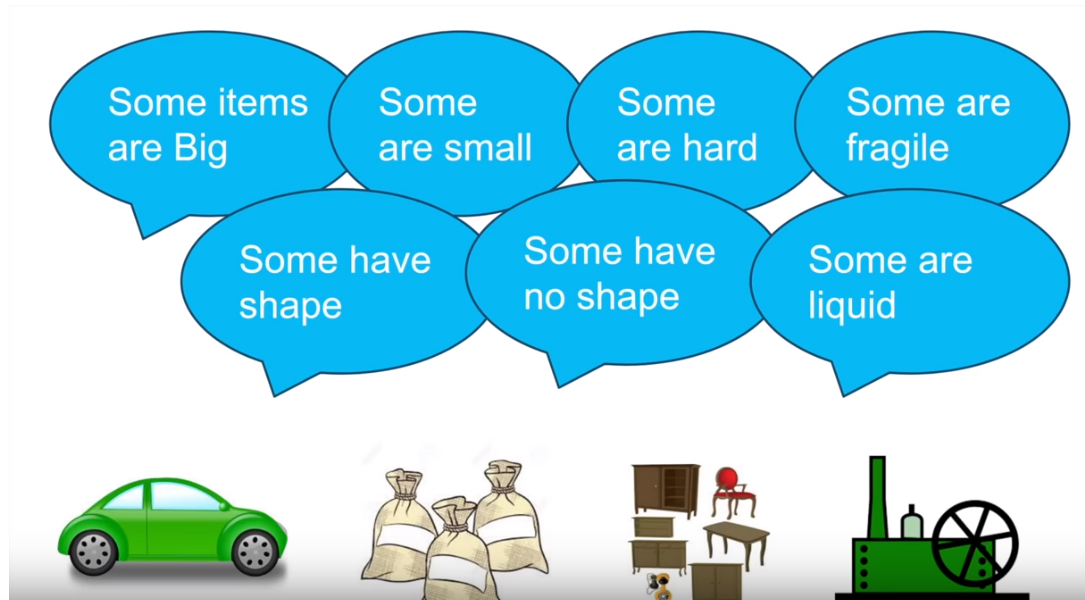 Some items
are Big
Some
are small
Some
are hard
Some are
fragile
Some have
shape
Some have
no shape
Some are
liquid